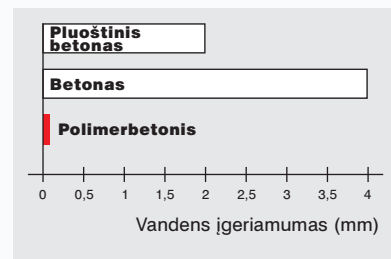 Pluoštinis
betonas
Betonas
Polimerbetonis
0 0,5 1 1,5 2 2,5 3 3,5 4
Vandens įgeriamumas (mm)